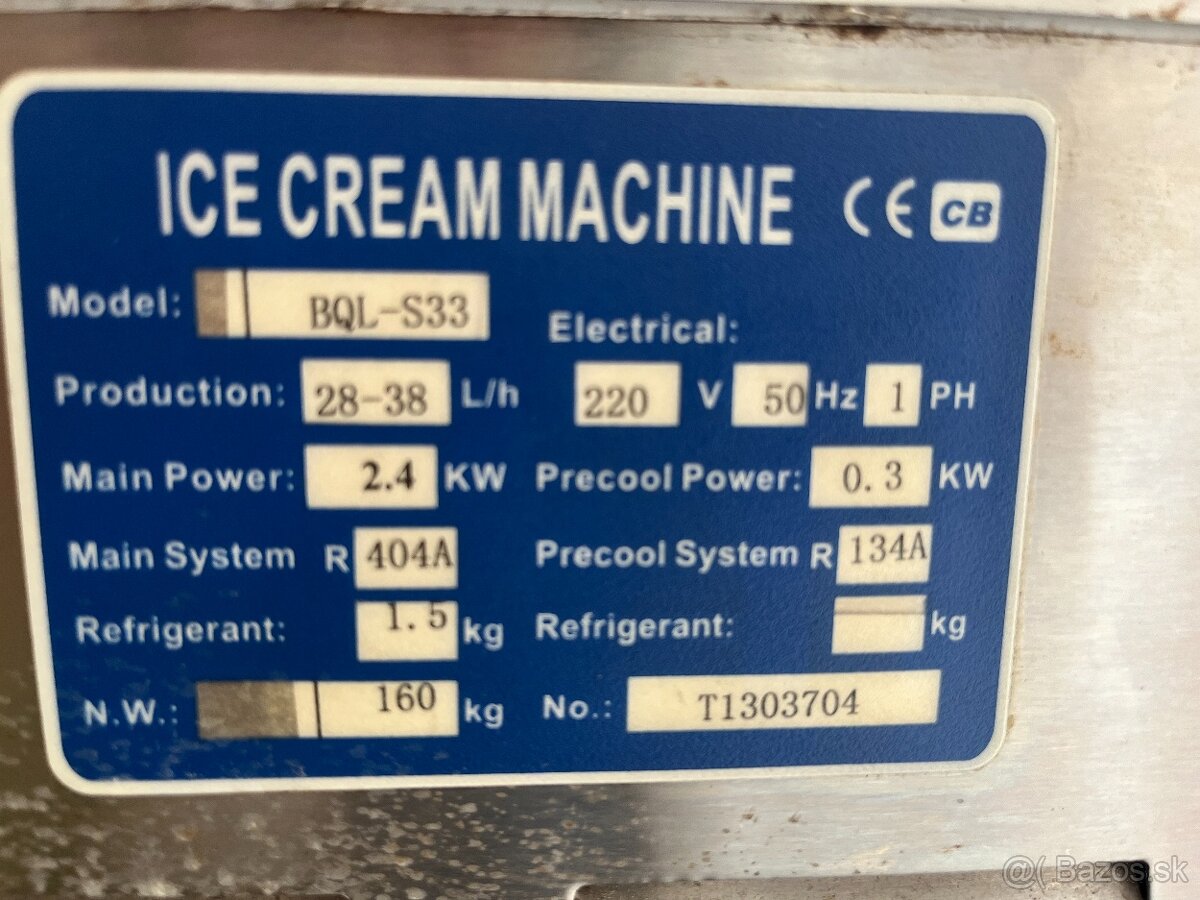 ICE CREAM MACHINE CE CB
Model: BQL-S33
Electrical:
Production: 28-38 L/h 220 V 50 Hz 1 PH
Main Power: 2.4 KW Precool Power: 0.3 KW
Main System R 404A Precool System R 134A
Refrigerant: 1.5 kg Refrigerant: kg
N.W.: 160 kg No.: T1303704
@( Bazos.sk